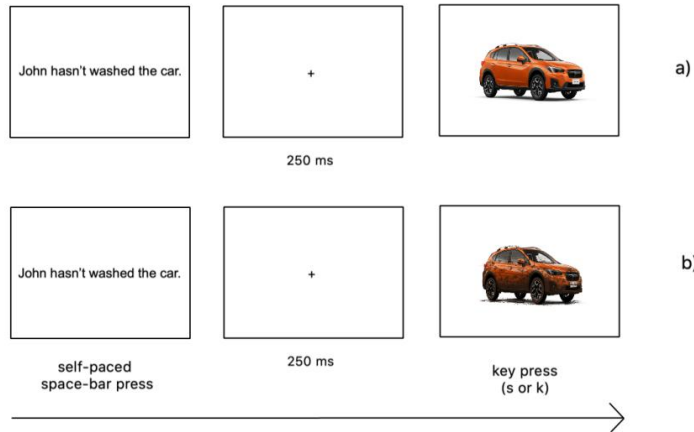 John hasn't washed the car.
+
a)
250 ms
John hasn't washed the car.
+
b)
250 ms
self-paced
space-bar press
key press
(s or k)